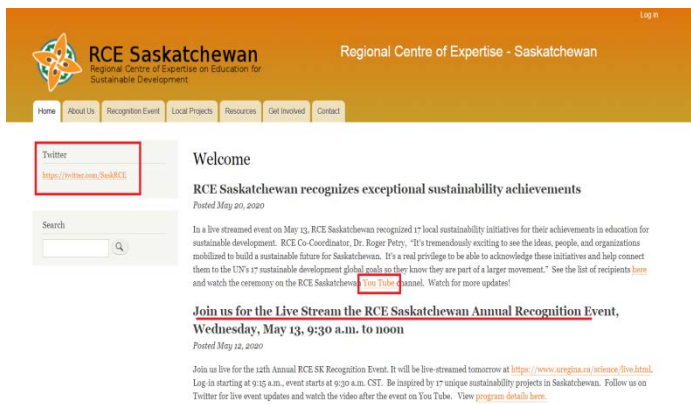 Log in
RCE Saskatchewan
Regional Centre of Expertise on Education for
Sustainable Development
Regional Centre of Expertise - Saskatchewan
Home
About Us
Recognition Event
Local Projects
Resources
Get Involved
Contact
Twitter
https://twitter.com/SaskRCE
Search
Welcome
RCE Saskatchewan recognizes exceptional sustainability achievements
Posted May 20, 2020
In a live streamed event on May 13, RCE Saskatchewan recognized 17 local sustainability initiatives for their achievements in education for
sustainable development. RCE Co-Coordinator, Dr. Roger Petry, “It's tremendously exciting to see the ideas, people, and organizations
mobilized to build a sustainable future for Saskatchewan. It's a real privilege to be able to acknowledge these initiatives and help connect
them to the UN's 17 sustainable development global goals so they know they are part of a larger movement.” See the list of recipients here
and watch the ceremony on the RCE Saskatchewan You Tube channel. Watch for more updates!
Join us for the Live Stream the RCE Saskatchewan Annual Recognition Event,
Wednesday, May 13, 9:30 a.m. to noon
Posted May 12, 2020
Join us live for the 12th Annual RCE SK Recognition Event. It will be live-streamed tomorrow at https://www.uregina.ca/science/live.html.
Log-in starting at 9:15 a.m., event starts at 9:30 a.m. CST. Be inspired by 17 unique sustainability projects in Saskatchewan. Follow us on
Twitter for live event updates and watch the video after the event on You Tube. View program details here.